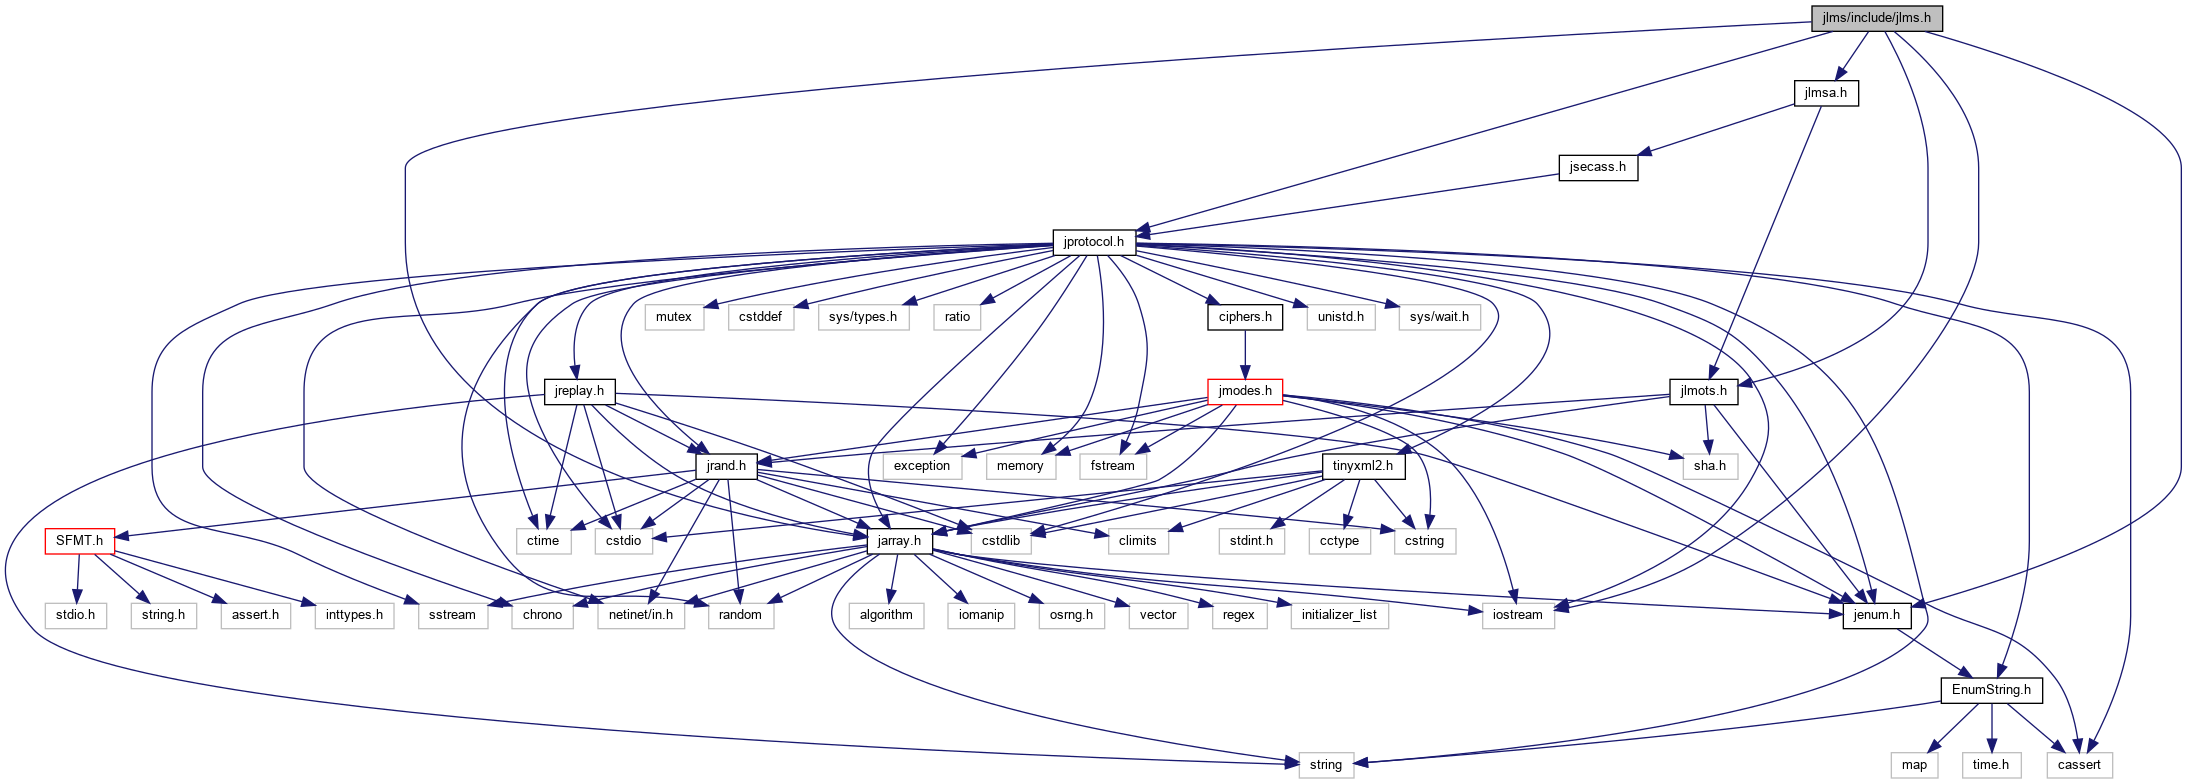 jlms/include/jlms.h
jlmsa.h
jsecass.h
jprotocol.h
mutex
cstddef
sys/types.h
ratio
ciphers.h
unistd.h
sys/wait.h
jreplay.h
jmodes.h
jlmots.h
jrand.h
exception
memory
fstream
tinyxml2.h
sha.h
SFMT.h
ctime
cstdio
jarray.h
cstdlib
climits
stdint.h
cctype
cstring
stdio.h
string.h
assert.h
inttypes.h
sstream
chrono
netinet/in.h
random
algorithm
iomanip
osrng.h
vector
regex
initializer_list
iostream
jenum.h
EnumString.h
string
map
time.h
cassert